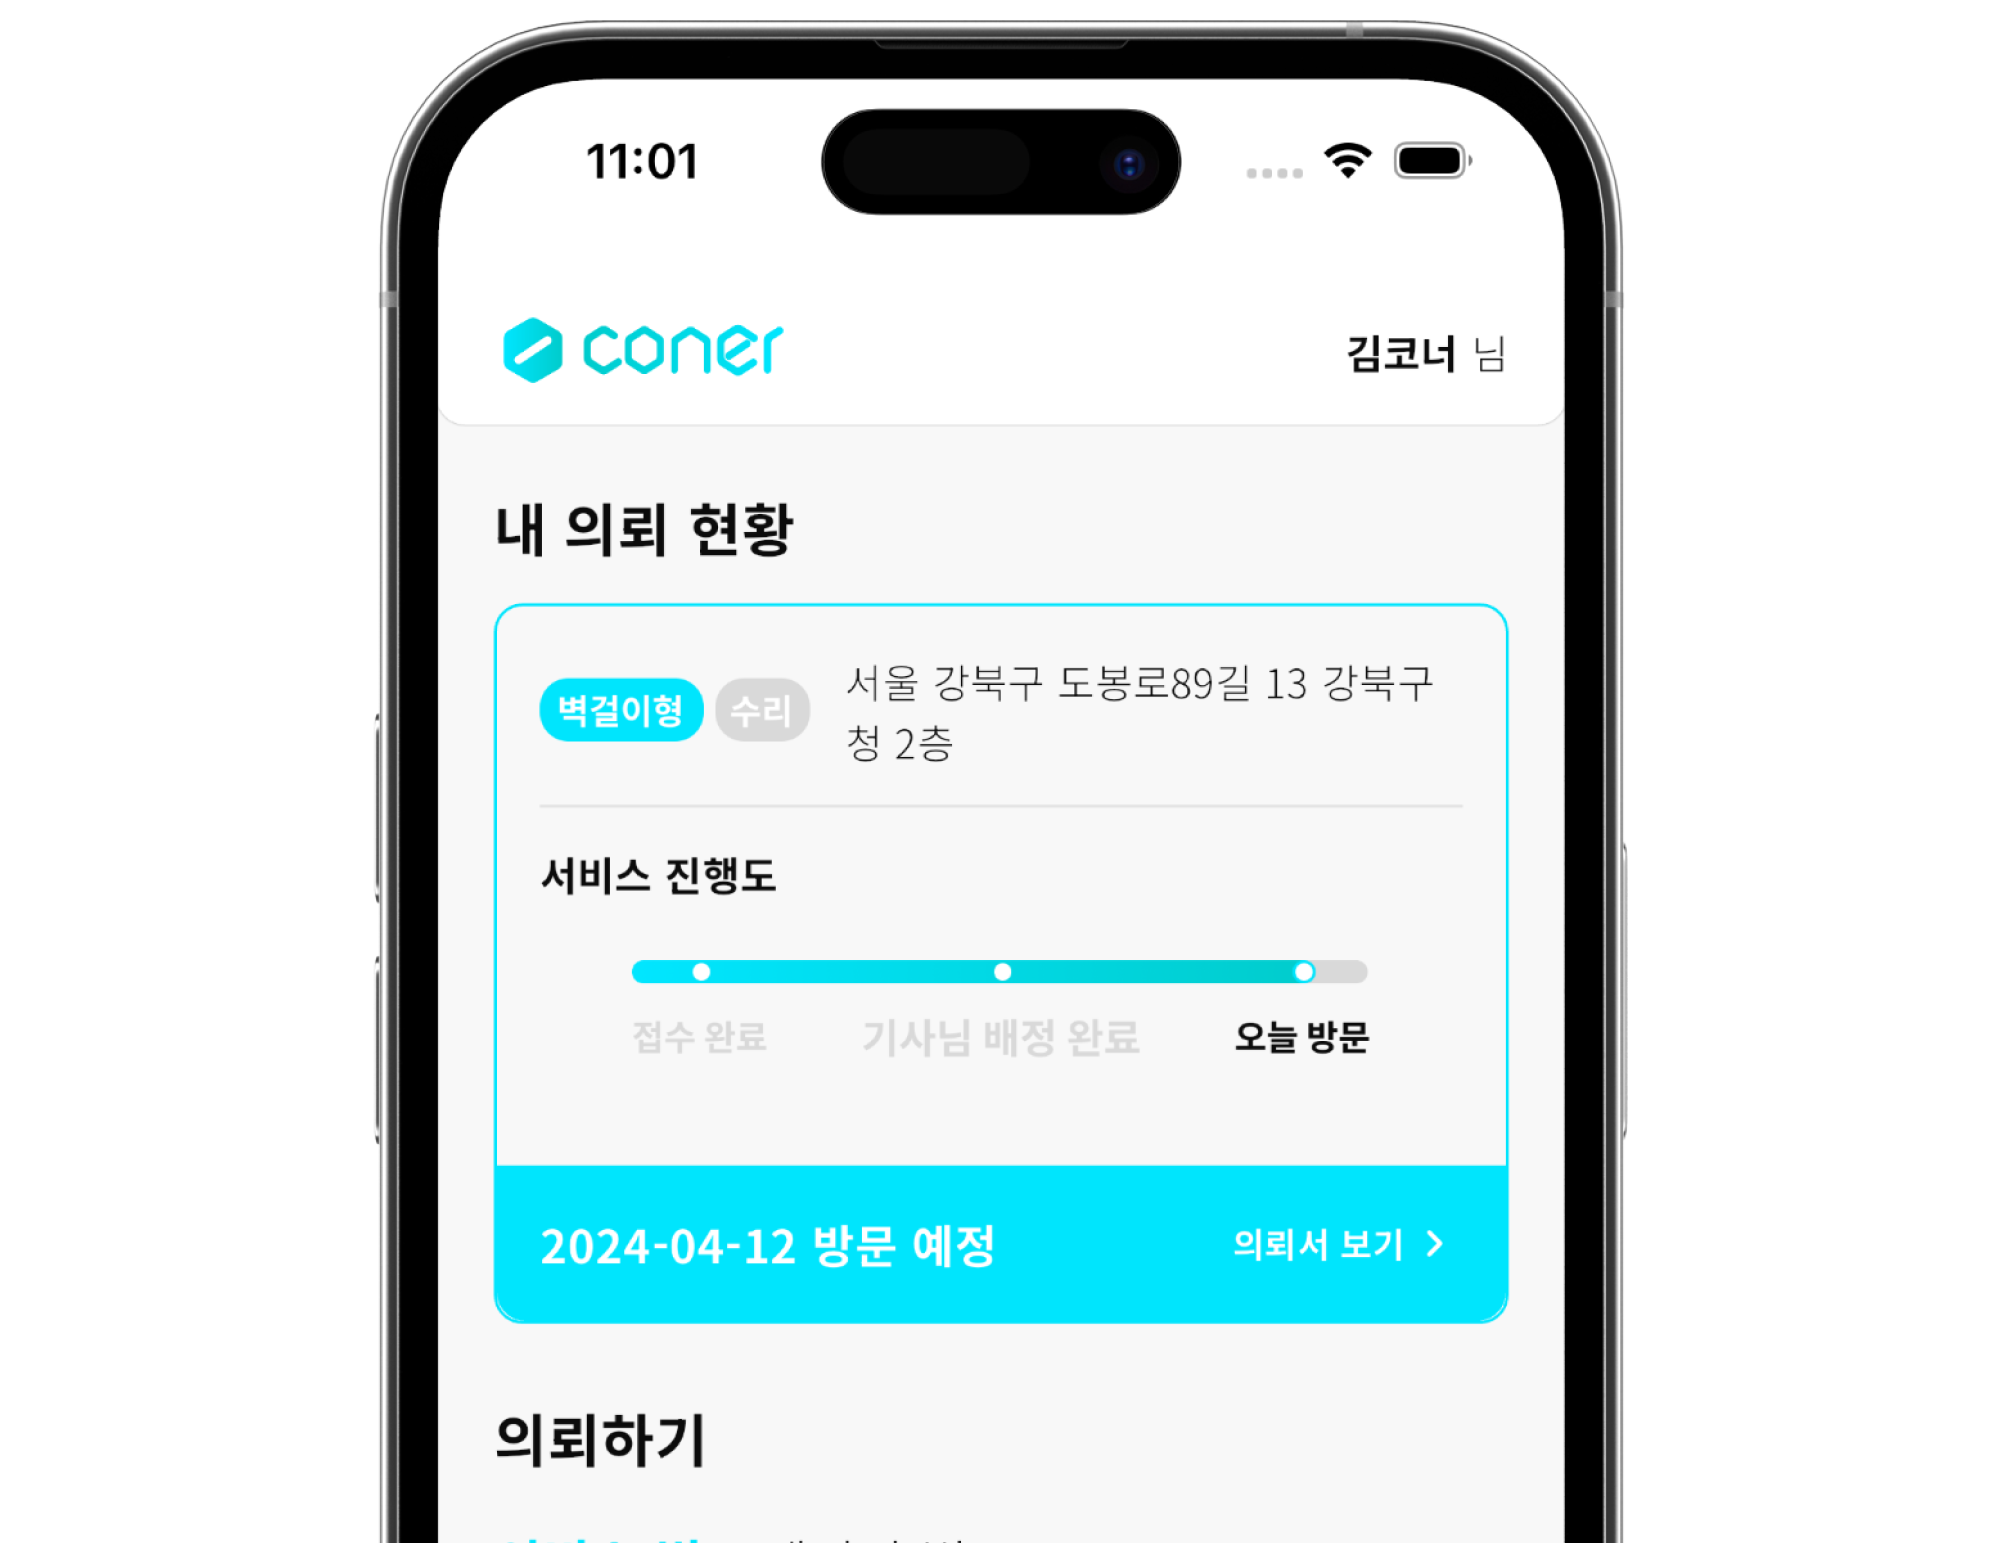 11:01
coner
김코너 님
내 의뢰 현황
벽걸이형 수리
서울 강북구 도봉로89길 13 강북구
청 2층
서비스 진행도
접수 완료 기사님 배정 완료 오늘 방문
2024-04-12 방문 예정 의뢰서 보기
의뢰하기